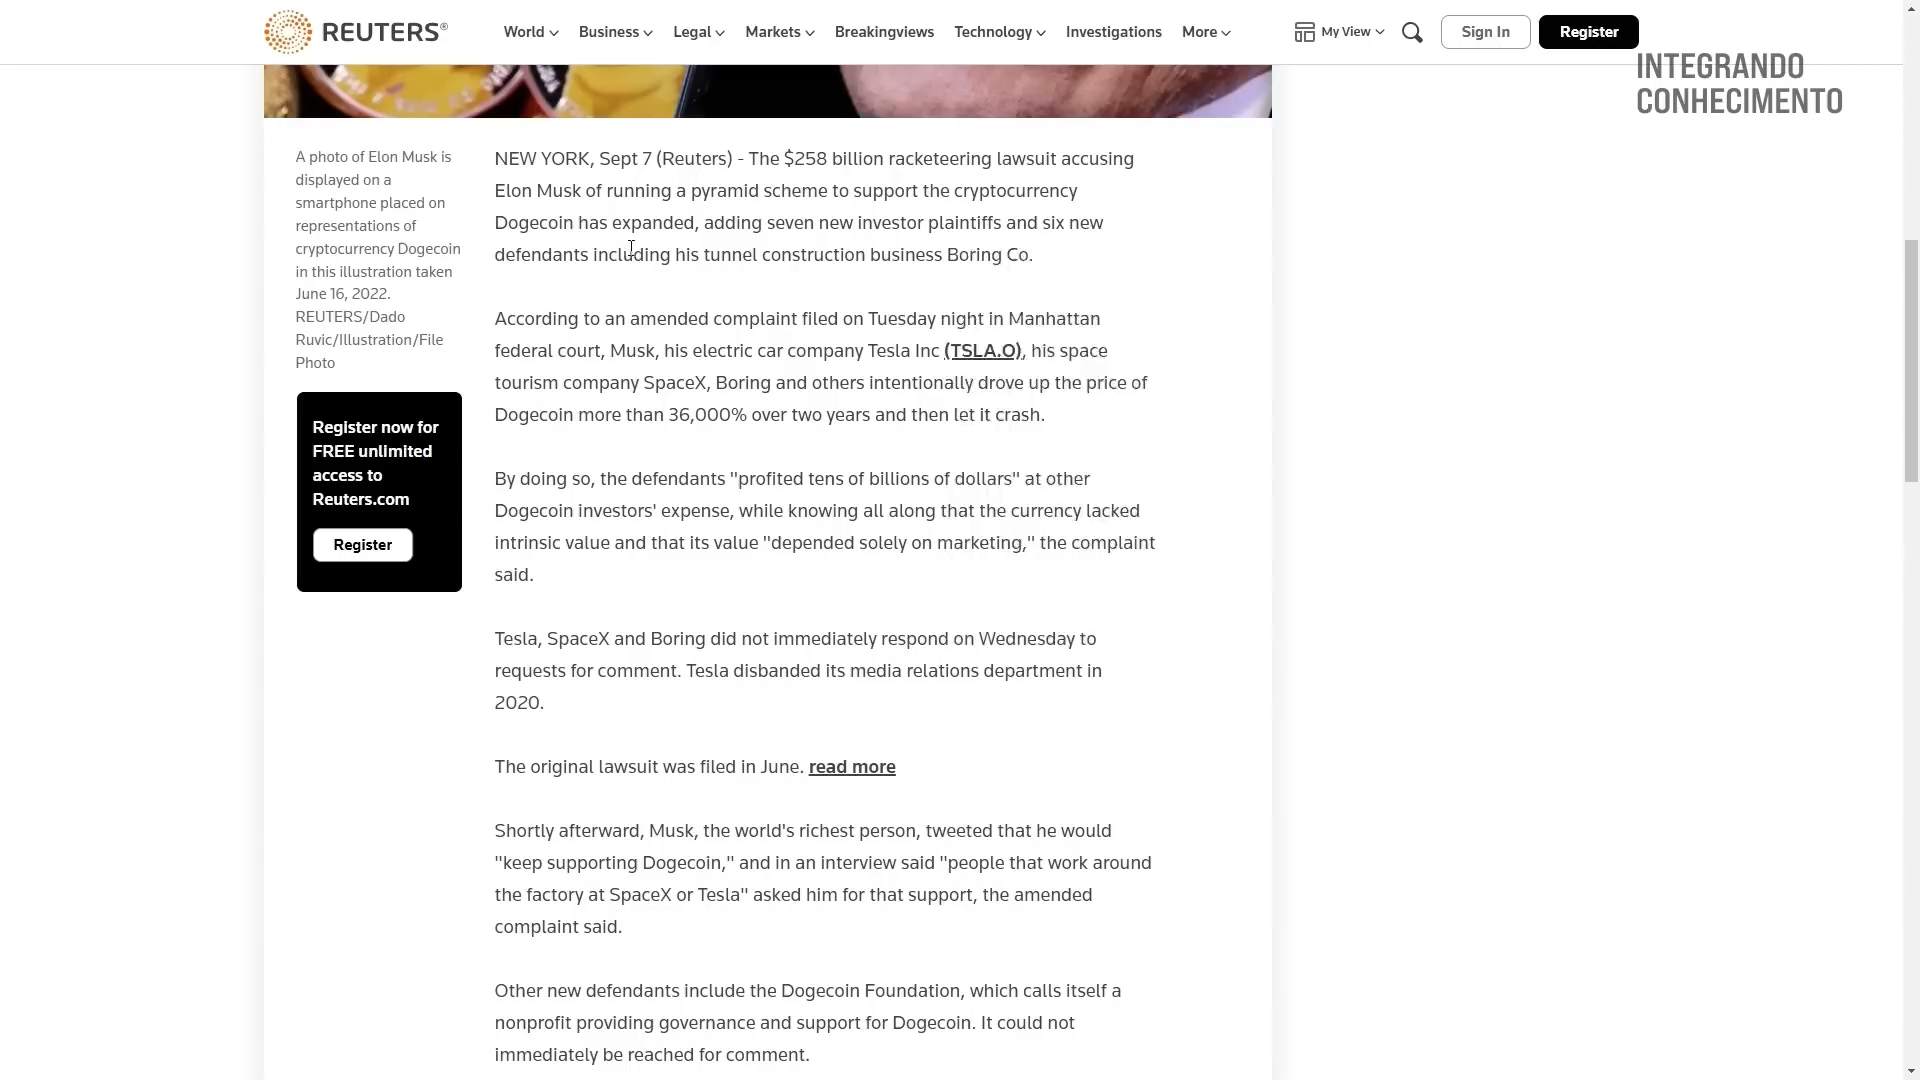 REUTERS®
World
Business
Legal
Markets
Breakingviews
Technology
Investigations
More
My View
Sign In
Register
INTEGRANDO
CONHECIMENTO
A photo of Elon Musk is
displayed on a
smartphone placed on
representations of
cryptocurrency Dogecoin
in this illustration taken
June 16, 2022.
REUTERS/Dado
Ruvic/Illustration/File
Photo
Register now for
FREE unlimited
access to
Reuters.com
Register
NEW YORK, Sept 7 (Reuters) - The $258 billion racketeering lawsuit accusing
Elon Musk of running a pyramid scheme to support the cryptocurrency
Dogecoin has expanded, adding seven new investor plaintiffs and six new
defendants including his tunnel construction business Boring Co.
According to an amended complaint filed on Tuesday night in Manhattan
federal court, Musk, his electric car company Tesla Inc (TSLA.O), his space
tourism company SpaceX, Boring and others intentionally drove up the price of
Dogecoin more than 36,000% over two years and then let it crash.
By doing so, the defendants "profited tens of billions of dollars" at other
Dogecoin investors' expense, while knowing all along that the currency lacked
intrinsic value and that its value "depended solely on marketing," the complaint
said.
Tesla, SpaceX and Boring did not immediately respond on Wednesday to
requests for comment. Tesla disbanded its media relations department in
2020.
The original lawsuit was filed in June. read more
Shortly afterward, Musk, the world's richest person, tweeted that he would
"keep supporting Dogecoin," and in an interview said "people that work around
the factory at SpaceX or Tesla" asked him for that support, the amended
complaint said.
Other new defendants include the Dogecoin Foundation, which calls itself a
nonprofit providing governance and support for Dogecoin. It could not
immediately be reached for comment.